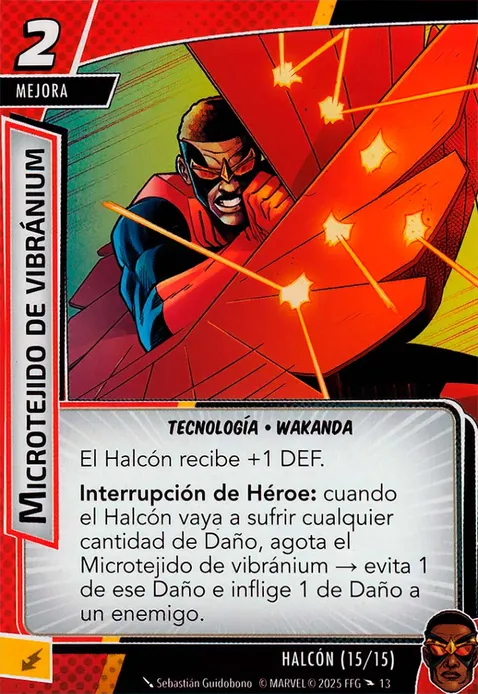 2
MEJORA
MICROTEJIDO DE VIBRÁNIUM
TECNOLOGÍA • WAKANDA
El Halcón recibe +1 DEF.
Interrupción de Héroe: cuando
el Halcón vaya a sufrir cualquier
cantidad de Daño, agota el
Microtejido de vibránium → evita 1
de ese Daño e inflige 1 de Daño a
un enemigo.
HALCÓN (15/15)
Sebastián Guidobono © MARVEL © 2025 FFG 13